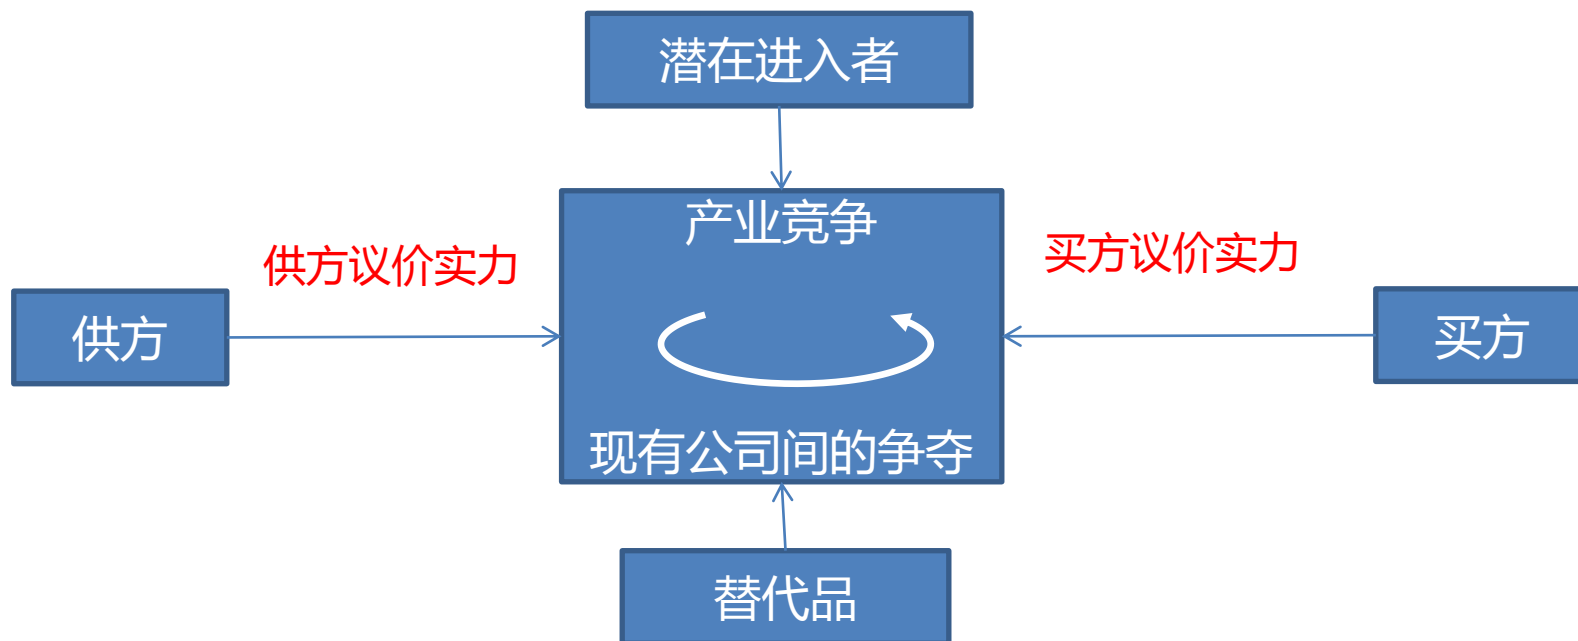 潜在进入者
产业竞争
供方议价实力
买方议价实力
供方
买方
现有公司间的争夺
替代品